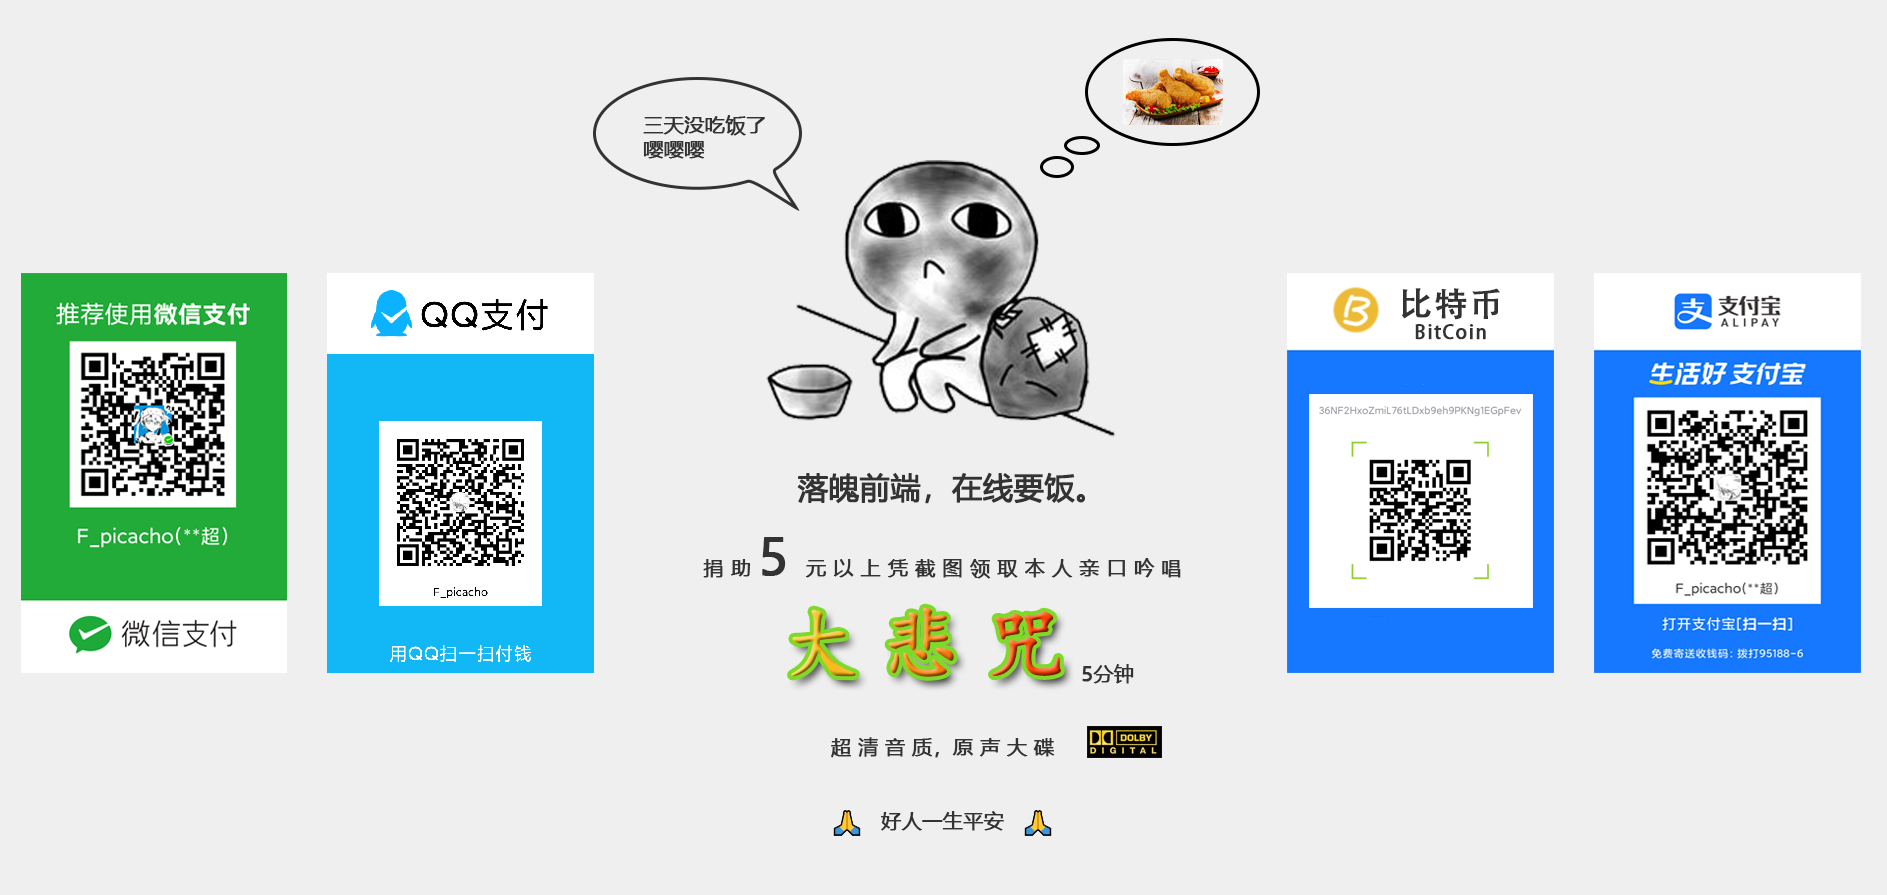 三天没吃饭了
嘤嘤嘤
推荐使用微信支付
F_picacho(**超)
微信支付
QQ支付
F_picacho
用QQ扫一扫付钱
落魄前端，在线要饭。
捐助5 元以上凭截图领取本人亲口吟唱
大悲咒 5分钟
超清音质, 原声大碟
DOLBY
DIGITAL
好人一生平安
比特币
BitCoin
36NF2HxoZmiL76tLDxb9eh9PKNg1EGpFev
支付宝
ALIPAY
生活好 支付宝
F_picacho(**超)
打开支付宝[扫一扫]
免费寄送收钱码：拨打95188-6